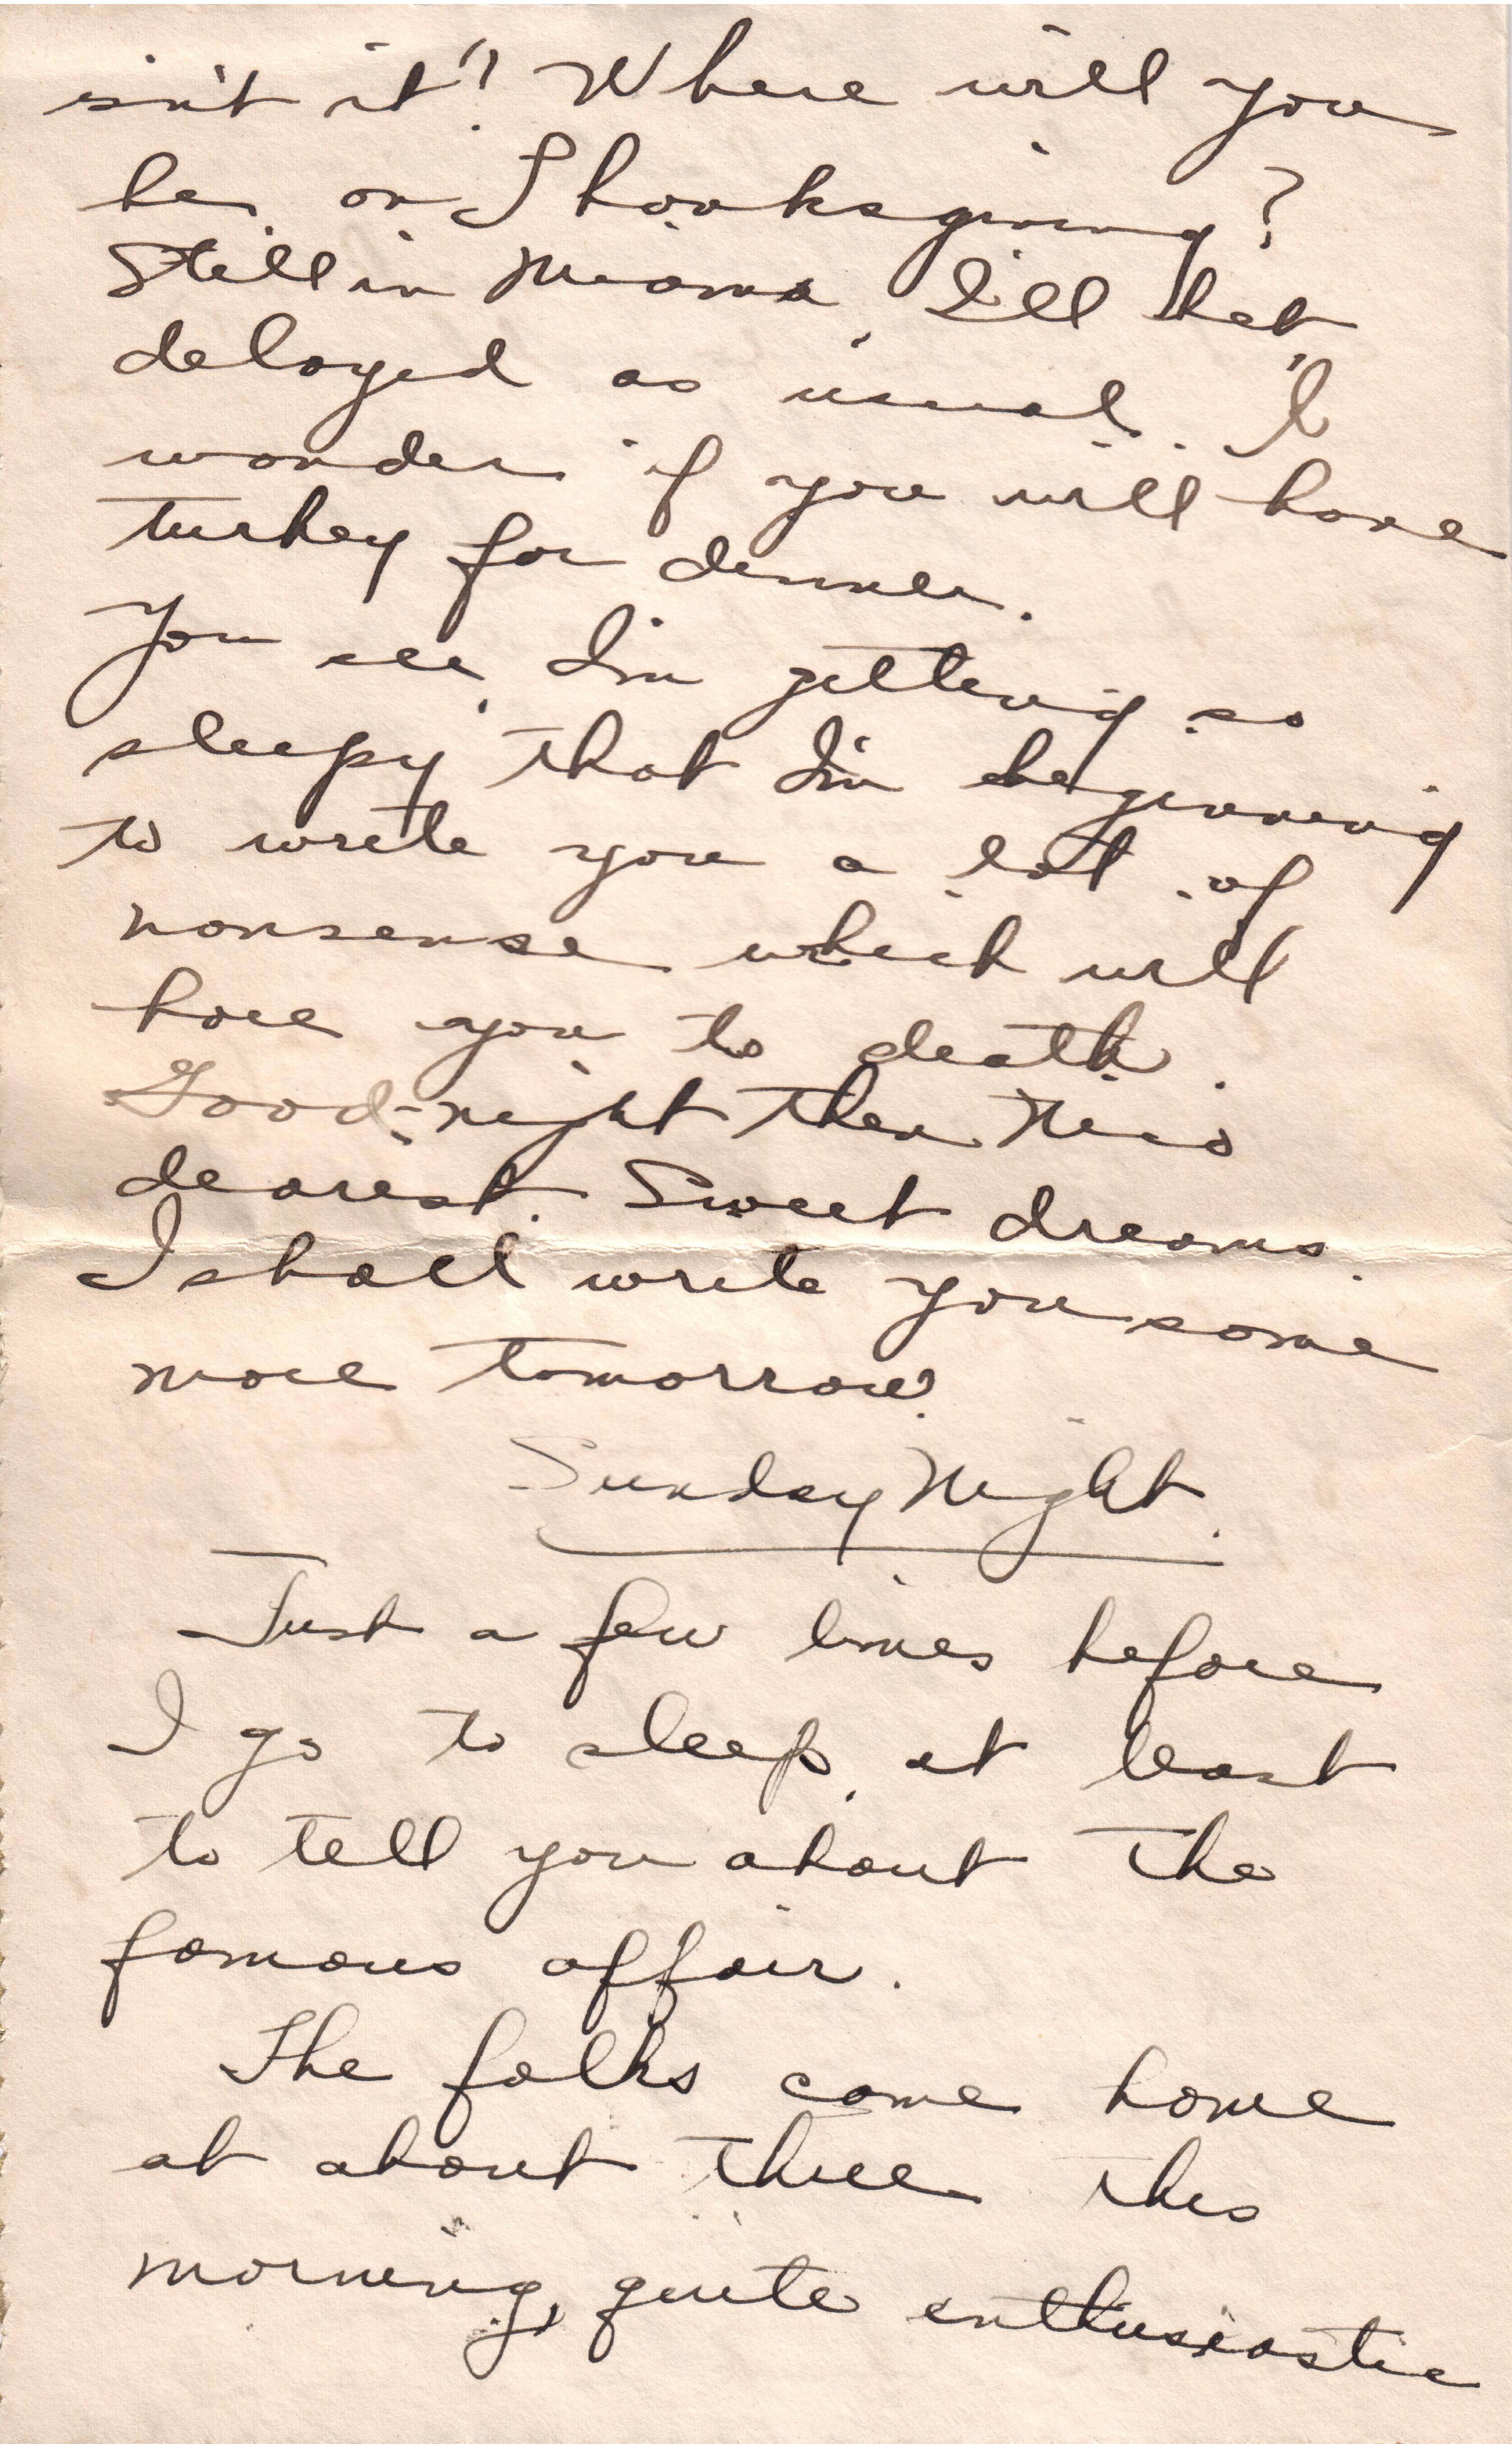 isn't it"? Where will you
be on Thanksgiving?
Still in Miami, I'll bet,
delayed as usual. I
wonder if you will have
turkey for dinner.
You see, I'm getting so
sleepy that I'm beginning
to write you a lot of
nonsense which will
bore you to death.
Good-night then
dearest. Sweet dreams.
I shall write you some
more tomorrow.
Sunday Night.
Just a few lines before
I go to sleep, at least
to tell you about the
famous affair.
The folks came home
at about three this
morning, quite enthusiastic